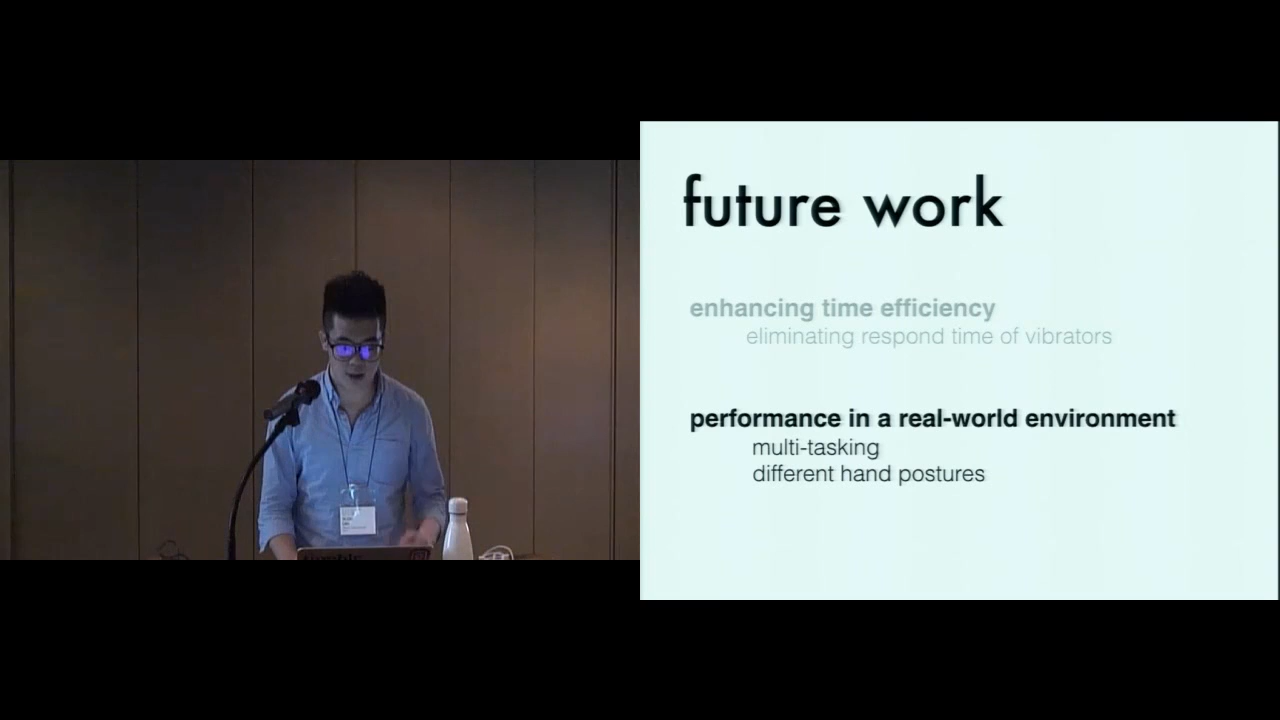 future work
enhancing time efficiency
eliminating respond time of vibrators
performance in a real-world environment
multi-tasking
different hand postures